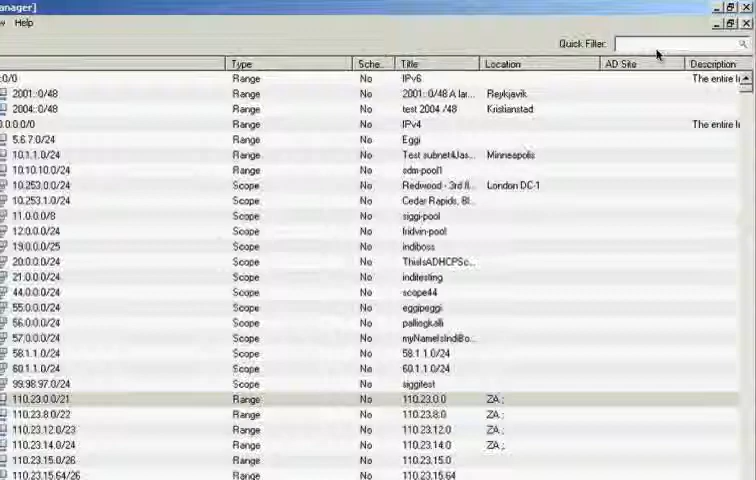 anager]
w Help
Quick Filter:
Type Sche.. Title Location AD Site Description
:0/0 Range No IPv6 The entire Ir
2001::0/48 Range No 2001::0/48 A lar... Reykjavik
2004::0/48 Range No test 2004 /48 Kristianstad
0.0.0.0/0 Range No IPv4 The entire Ir
5.6.7.0/24 Range No Eggi
10.1.1.0/24 Range No Test subnet&Jas... Minneapolis
10.10.10.0/24 Range No sdm-pool1
10.253.0.0/24 Scope No Redwood - 3rd fl... London DC-1
10.253.1.0/24 Scope No Cedar Rapids, Bl...
11.0.0.0/8 Scope No siggi-pool
12.0.0.0/24 Scope No fridvin-pool
19.0.0.0/25 Scope No indiboss
20.0.0.0/24 Scope No ThisIsADHCPSc...
21.0.0.0/24 Scope No inditesting
44.0.0.0/24 Scope No scope44
55.0.0.0/24 Scope No eggipeggi
56.0.0.0/24 Scope No palliogkalli
57.0.0.0/24 Scope No myNameIsIndiBo...
58.1.1.0/24 Scope No 58.1.1.0/24
60.1.1.0/24 Scope No 60.1.1.0/24
99.98.97.0/24 Scope No siggitest
110.23.0.0/21 Range No 110.23.0.0 ZA ;
110.23.8.0/22 Range No 110.23.8.0 ZA ;
110.23.12.0/23 Range No 110.23.12.0 ZA ;
110.23.14.0/24 Range No 110.23.14.0 ZA ;
110.23.15.0/26 Range No 110.23.15.0
110.23.15.64/26 Range No 110.23.15.64